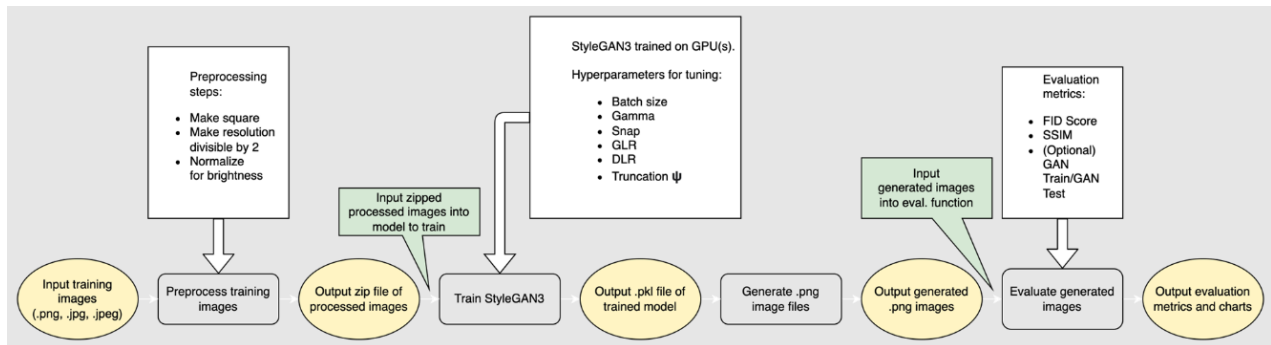 Preprocessing
steps:
• Make square
• Make resolution
divisible by 2
• Normalize
for brightness
StyleGAN3 trained on GPU(s).
Hyperparameters for tuning:
• Batch size
• Gamma
• Snap
• GLR
• DLR
• Truncation ψ
Evaluation
metrics:
• FID Score
• SSIM
• (Optional)
GAN
Train/GAN
Test
Input zipped
processed images into
model to train
Input
generated images
into eval. function
Input training
images
(.png, .jpg, .jpeg)
Preprocess training
images
Output zip file of
processed images
Train StyleGAN3
Output .pkl file of
trained model
Generate .png
image files
Output generated
.png images
Evaluate generated
images
Output evaluation
metrics and charts